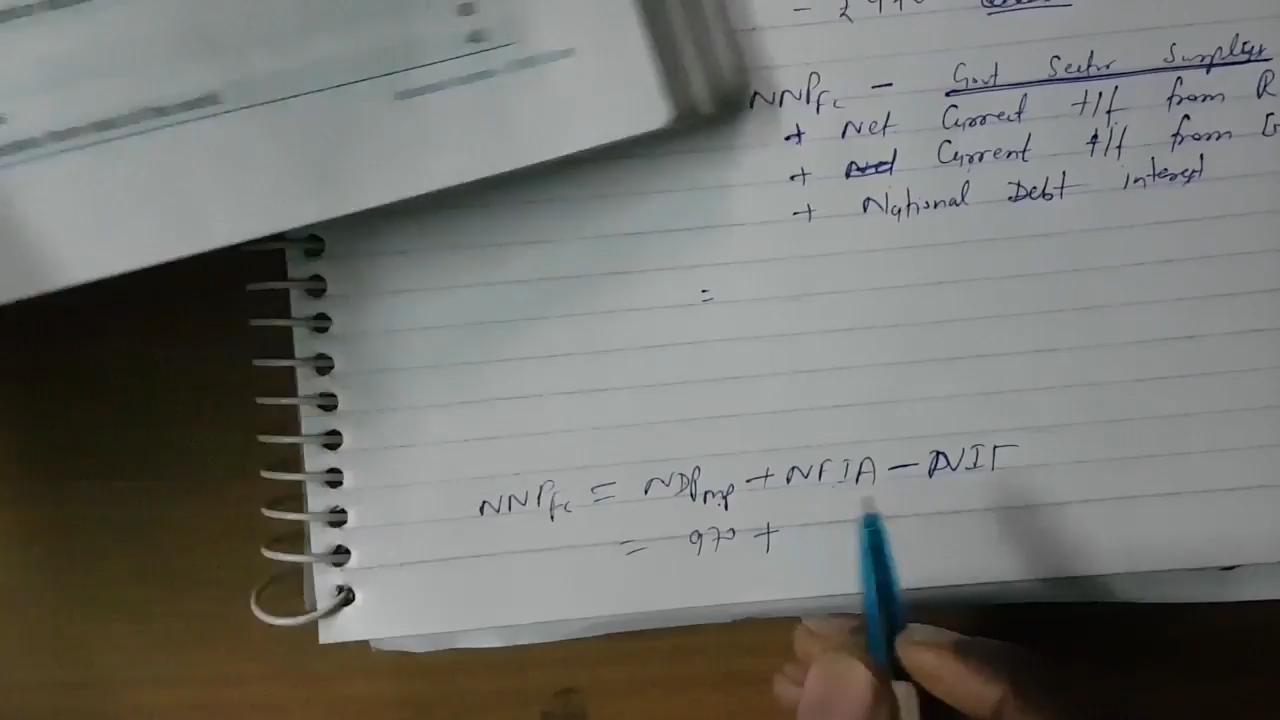 NNPfc - Govt Sector Surplus
+ Net Current t/f from R
+ Current t/f from G
+ National Debt interest
=
NNPfc = NDPmp + NFIA - NIT
= 970 +